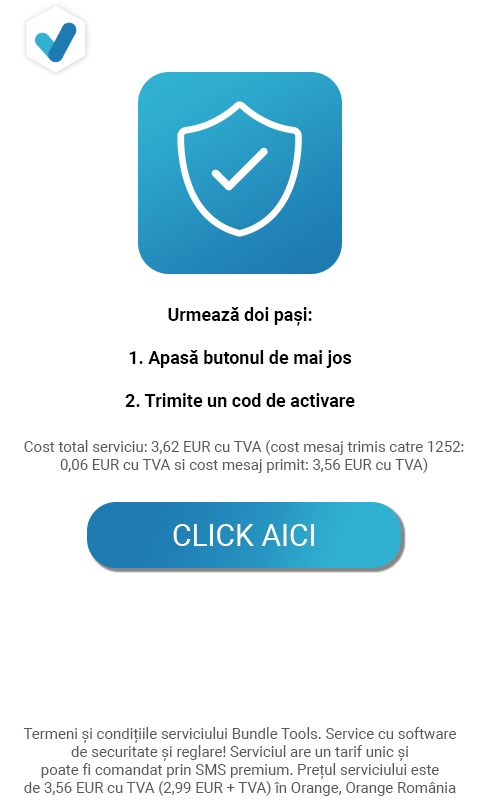 Urmează doi pași:
1. Apasă butonul de mai jos
2. Trimite un cod de activare
Cost total serviciu: 3,62 EUR cu TVA (cost mesaj trimis catre 1252:
0,06 EUR cu TVA si cost mesaj primit: 3,56 EUR cu TVA)
CLICK AICI
Termeni și condițiile serviciului Bundle Tools. Service cu software
de securitate și reglare! Serviciul are un tarif unic și
poate fi comandat prin SMS premium. Prețul serviciului este
de 3,56 EUR cu TVA (2,99 EUR + TVA) în Orange, Orange România